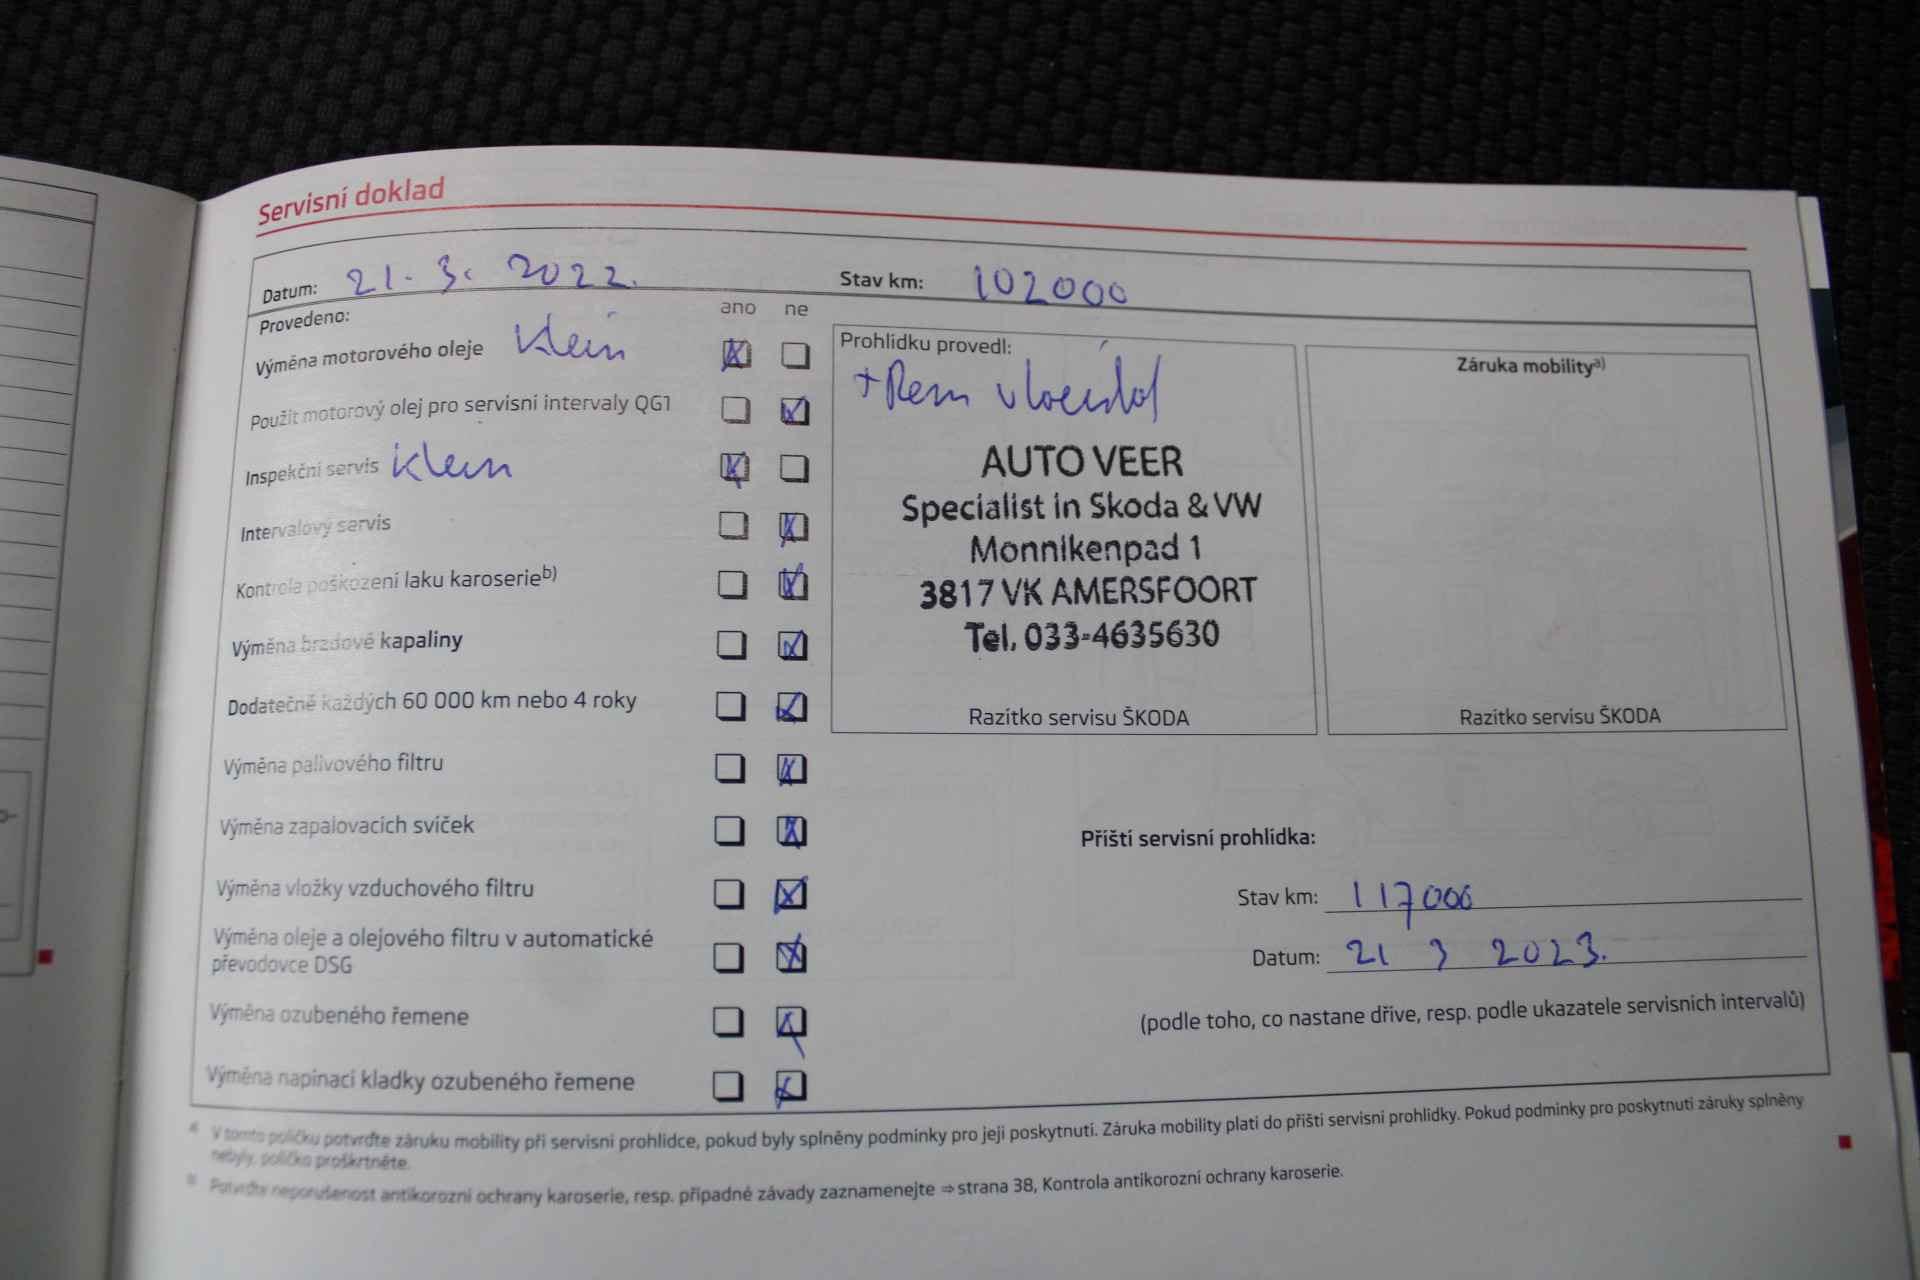 Servisní doklad
Datum: 21. 3. 2022.
Stav km: 102000
Provedeno:
ano ne
Výměna motorového oleje klein
Použit motorový olej pro servisní intervaly QG1
Inspekční servis klein
Intervalový servis
Kontrola poškození laku karoserieb)
Výměna brzdové kapaliny
Dodatečně každých 60 000 km nebo 4 roky
Výměna palivového filtru
Výměna zapalovacích svíček
Výměna vložky vzduchového filtru
Výměna oleje a olejového filtru v automatické
převodovce DSG
Výměna ozubeného řemene
Výměna napínací kladky ozubeného řemene
Prohlídku provedl:
+ Rem vloeistof
AUTO VEER
Specialist in Skoda & VW
Monnikenpad 1
3817 VK AMERSFOORT
Tel. 033-4635630
Razítko servisu ŠKODA
Záruka mobilitya)
Razítko servisu ŠKODA
Příští servisní prohlídka:
Stav km: 117000
Datum: 21 3 2023.
(podle toho, co nastane dříve, resp. podle ukazatele servisních intervalů)
a) V tomto políčku potvrďte záruku mobility při servisní prohlídce, pokud byly splněny podmínky pro její poskytnutí. Záruka mobility platí do příští servisní prohlídky. Pokud podmínky pro poskytnutí záruky splněny
nebyly, políčko proškrtněte.
b) Potvrďte neporušenost antikorozní ochrany karoserie, resp. případné závady zaznamenejte ⇒ strana 38, Kontrola antikorozní ochrany karoserie.